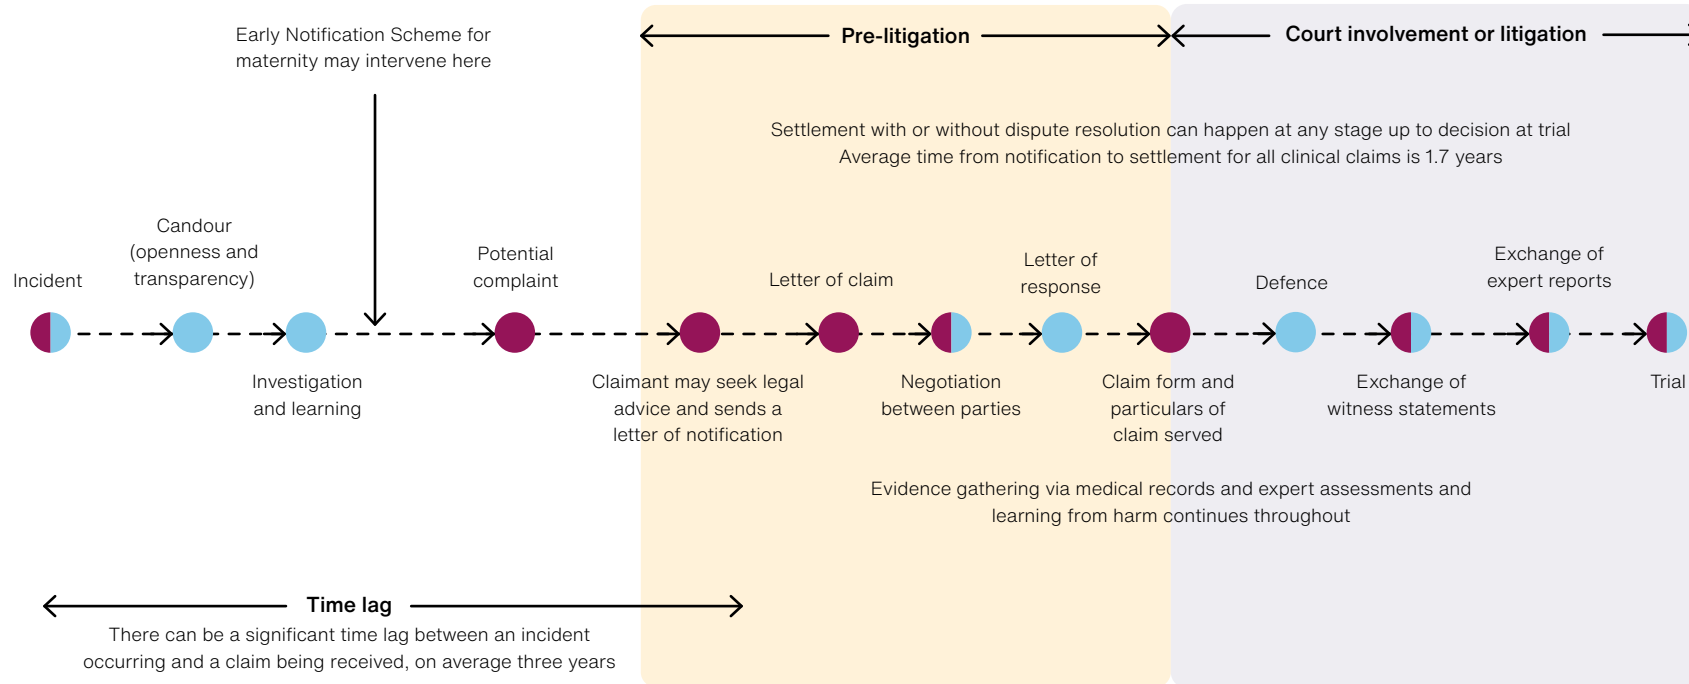 Early Notification Scheme for
maternity may intervene here
Pre-litigation
Court involvement or litigation
Settlement with or without dispute resolution can happen at any stage up to decision at trial
Average time from notification to settlement for all clinical claims is 1.7 years
Incident
Candour
(openness and
transparency)
Investigation
and learning
Potential
complaint
Claimant may seek legal
advice and sends a
letter of notification
Letter of claim
Negotiation
between parties
Letter of
response
Claim form and
particulars of
claim served
Defence
Exchange of
witness statements
Exchange of
expert reports
Trial
Evidence gathering via medical records and expert assessments and
learning from harm continues throughout
Time lag
There can be a significant time lag between an incident
occurring and a claim being received, on average three years